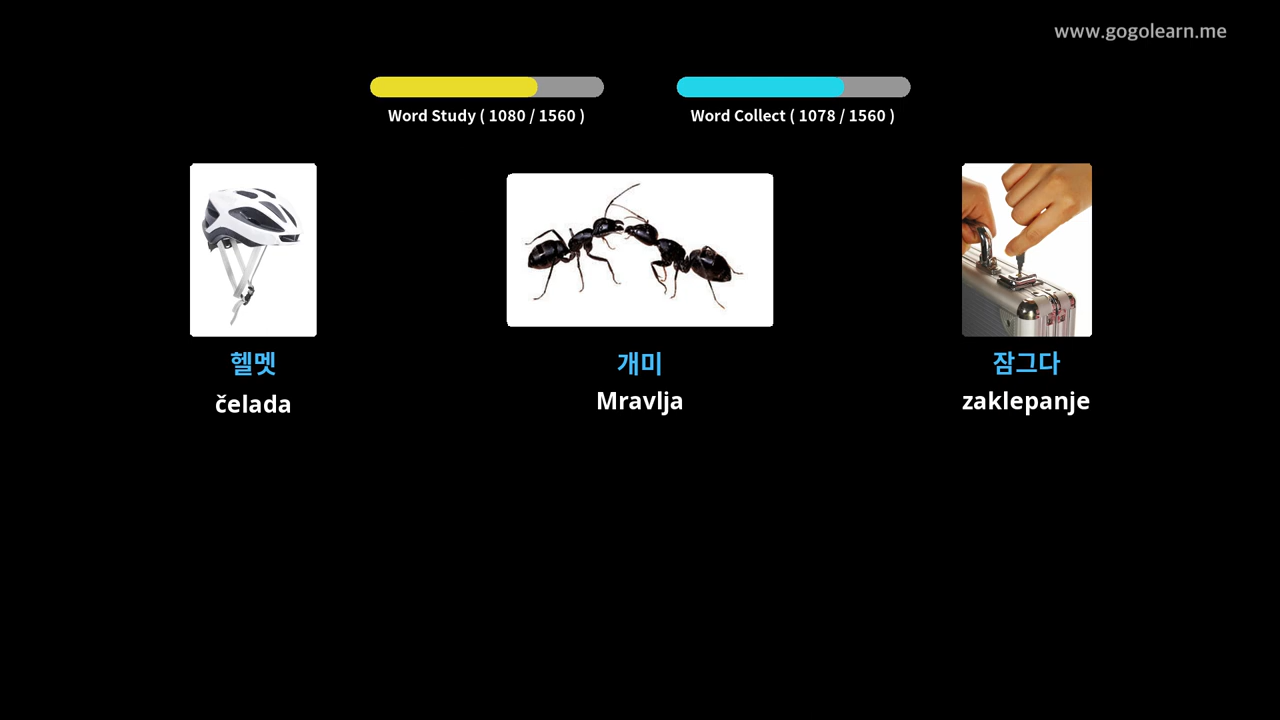 www.gogolearn.me
Word Study ( 1080 / 1560 )
Word Collect ( 1078 / 1560 )
헬멧
čelada
개미
Mravlja
잠그다
zaklepanje